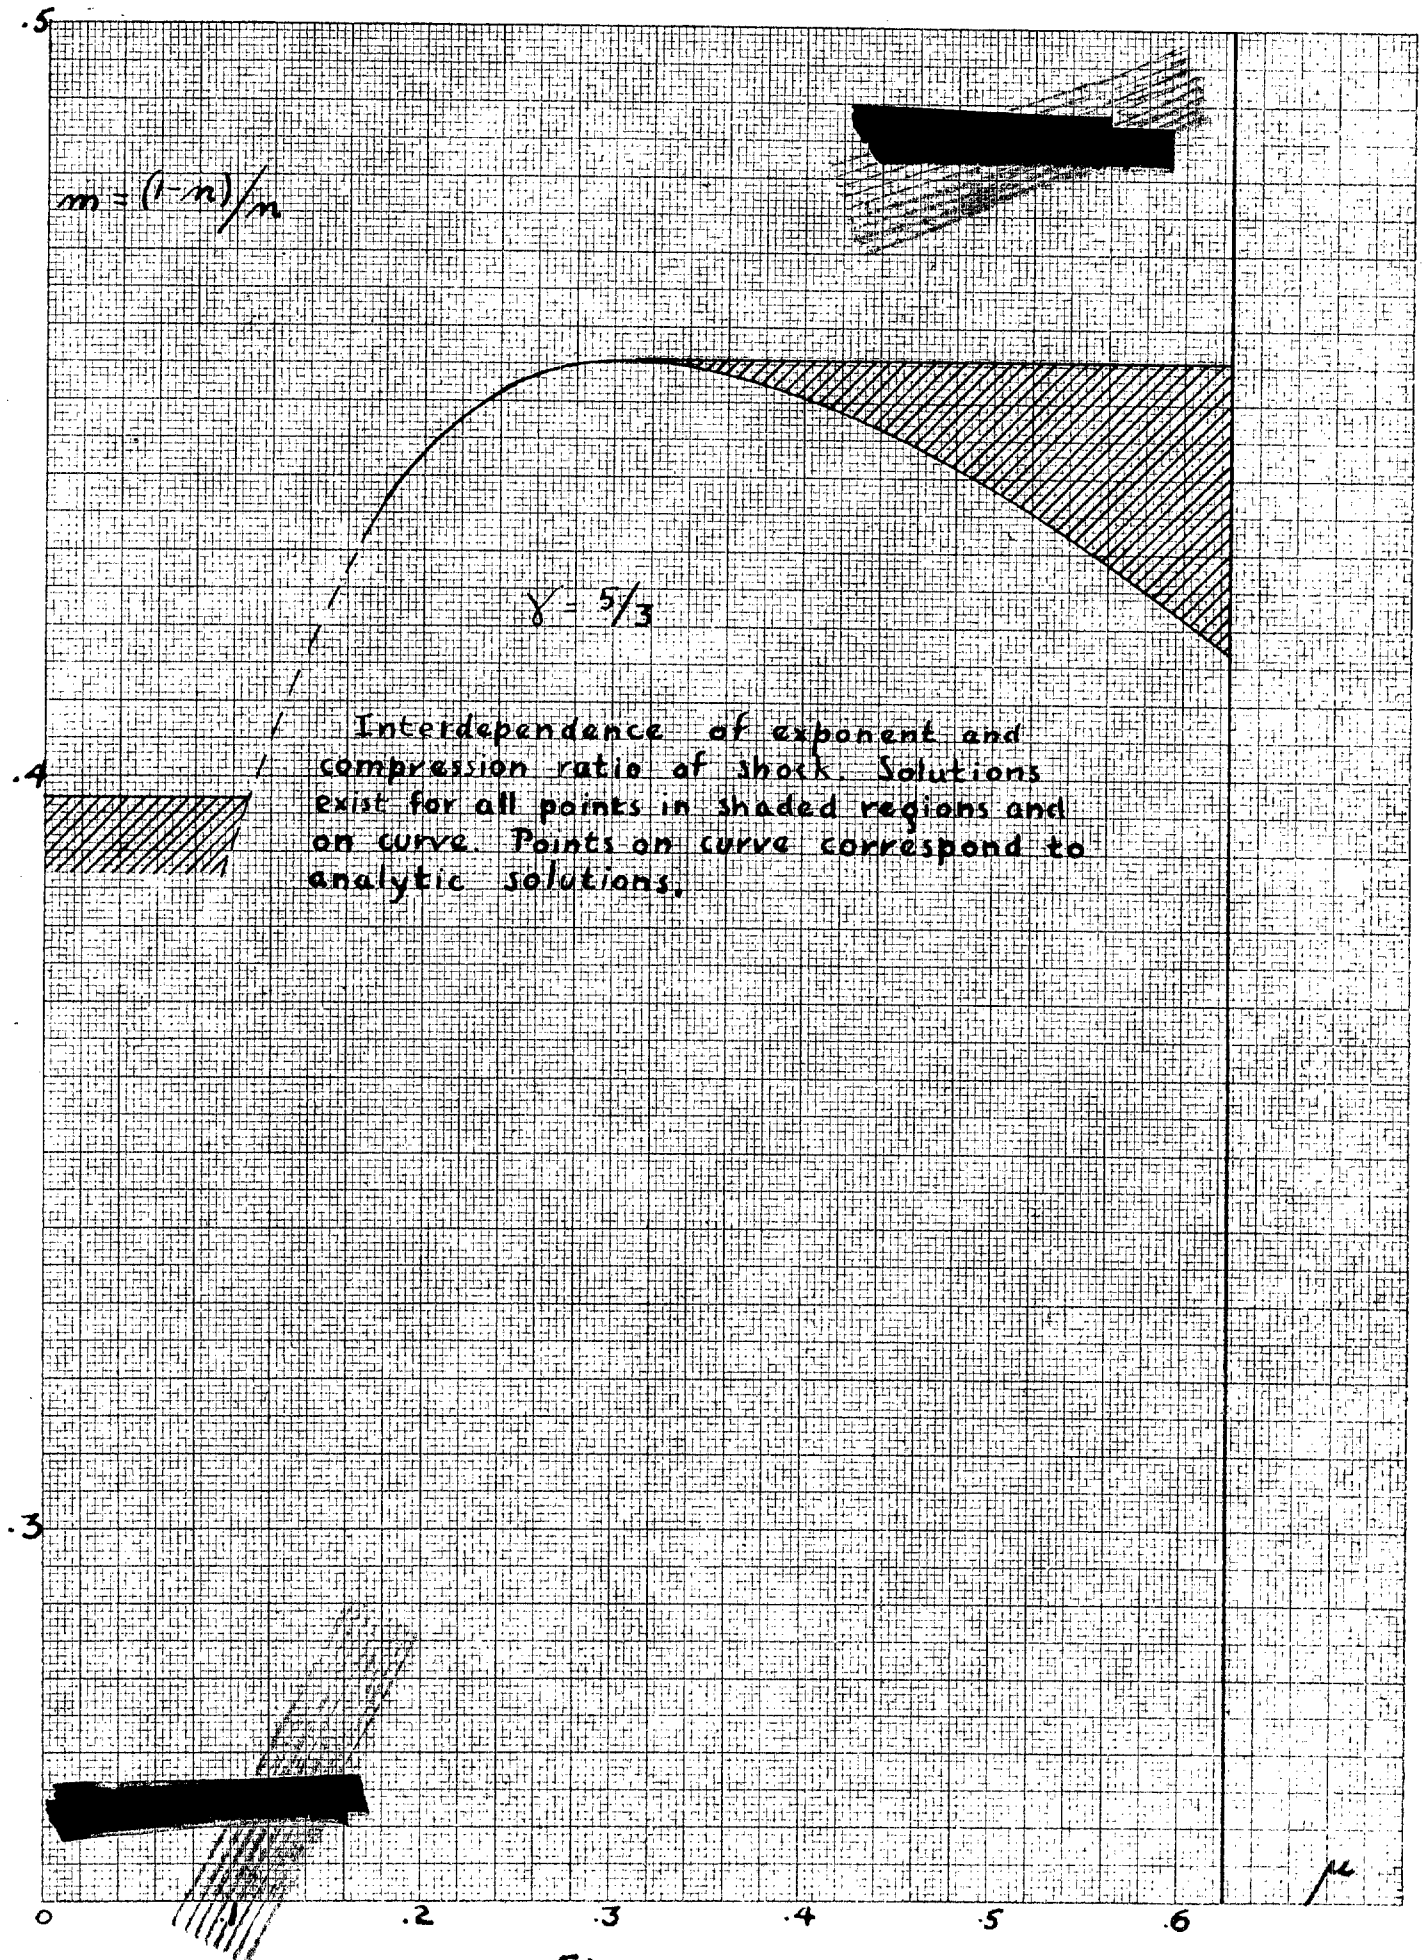 .5
m = (1-n)/n
γ = 5/3
Interdependence of exponent and
.4
compression ratio of shock. Solutions
exist for all points in shaded regions and
on curve. Points on curve correspond to
analytic solutions.
.3
μ
0 .1 .2 .3 .4 .5 .6